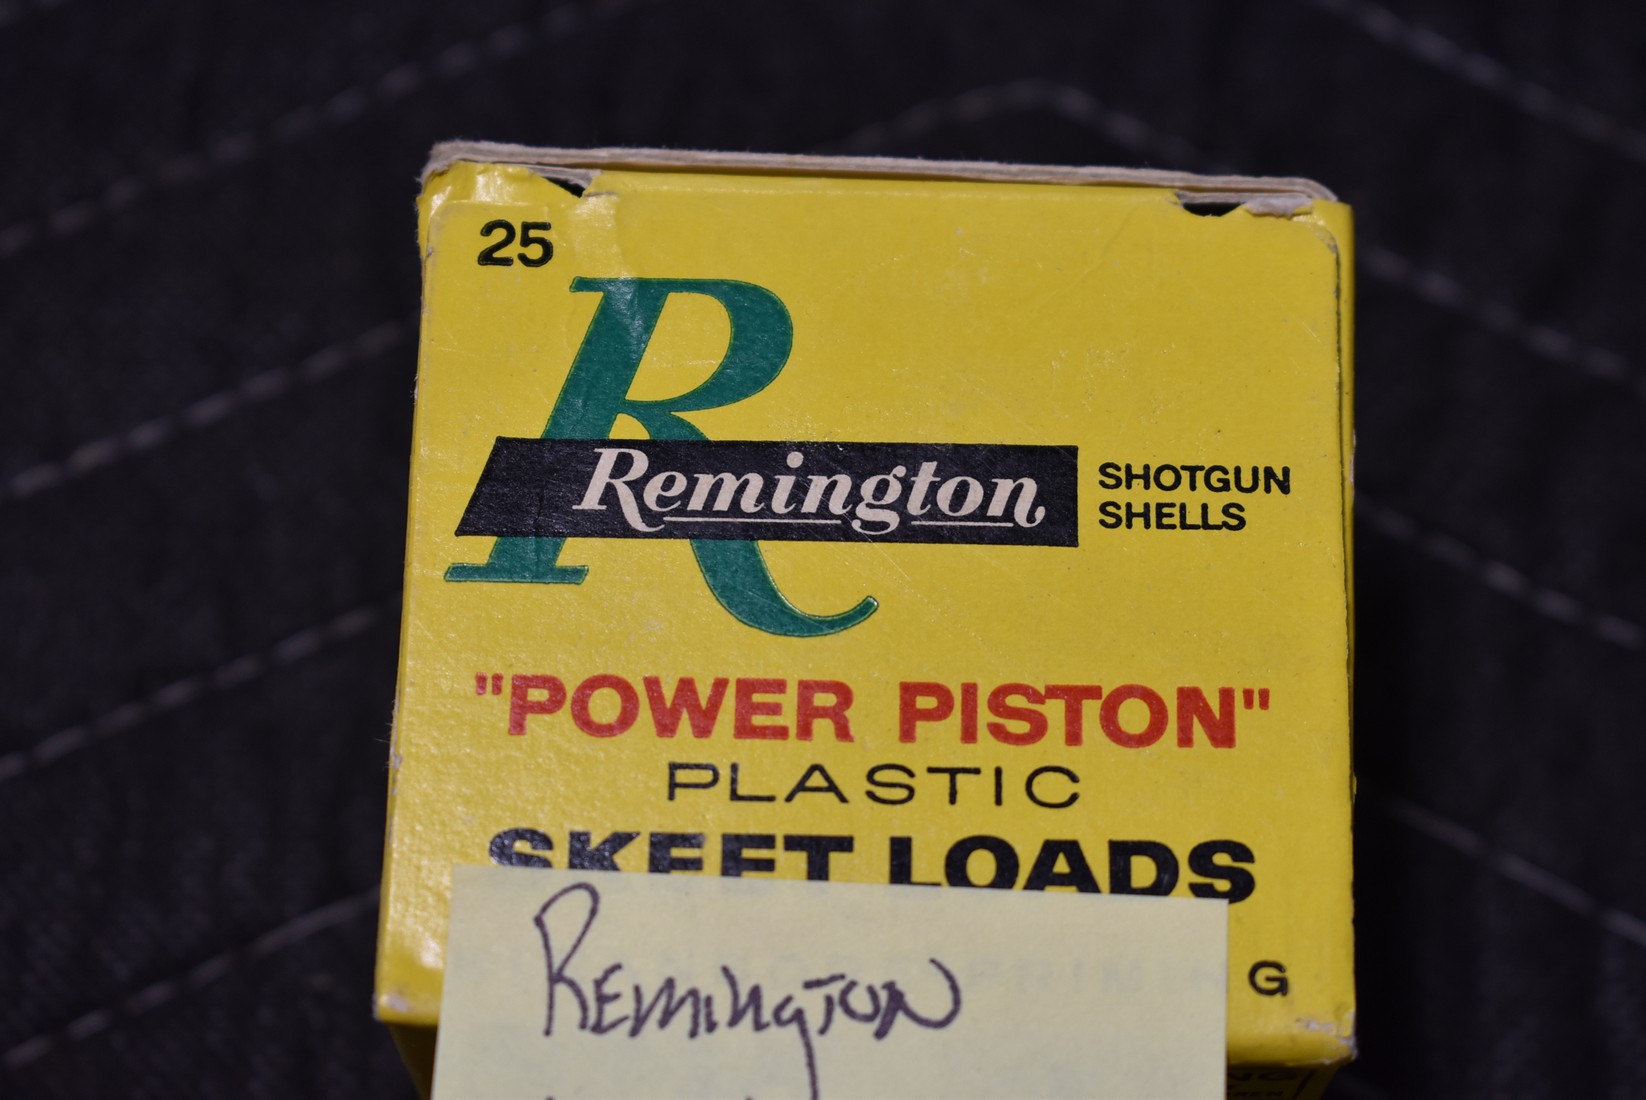 25
Remington
SHOTGUN
SHELLS
"POWER PISTON"
PLASTIC
SKEET LOADS
G
Remington